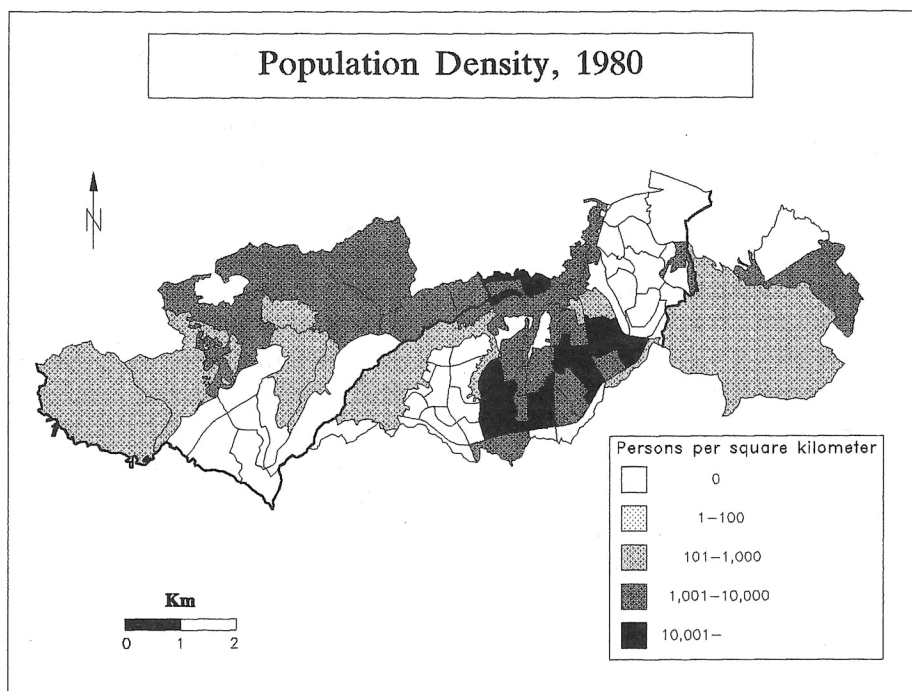 Population Density, 1980
N
Persons per square kilometer
0
1-100
101-1,000
1,001-10,000
10,001-
Km
0 1 2